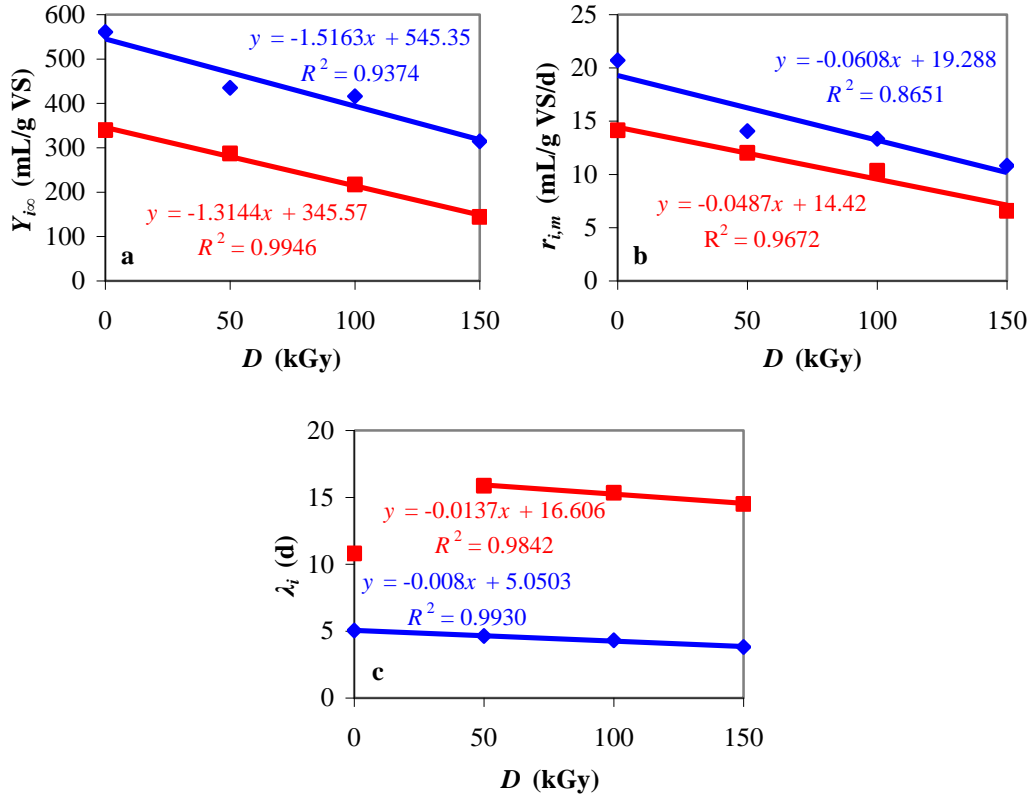 600
500
400
300
200
100
0
Y_{i∞} (mL/g VS)
y = -1.5163x + 545.35
R² = 0.9374
y = -1.3144x + 345.57
R² = 0.9946
a
0 50 100 150
D (kGy)
25
20
15
10
5
0
r_{i,m} (mL/g VS/d)
y = -0.0608x + 19.288
R² = 0.8651
y = -0.0487x + 14.42
R² = 0.9672
b
0 50 100 150
D (kGy)
20
15
10
5
0
λ_i (d)
y = -0.0137x + 16.606
R² = 0.9842
y = -0.008x + 5.0503
R² = 0.9930
c
0 50 100 150
D (kGy)